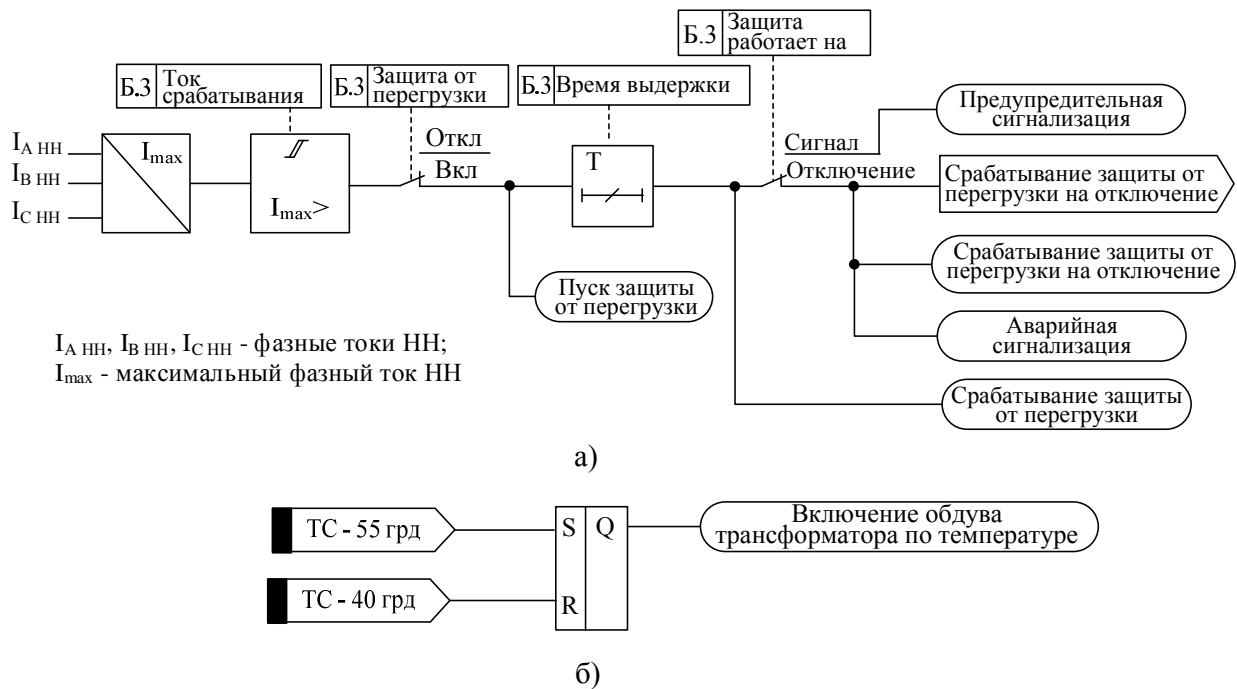 Б.3 Защита
работает на
Б.3 Ток
срабатывания
Б.3 Защита от
перегрузки
Б.3 Время выдержки
Предупредительная
сигнализация
I_A НН
I_B НН
I_C НН
I_max
I_max>
Откл
Вкл
T
Сигнал
Отключение
Срабатывание защиты от
перегрузки на отключение
Срабатывание защиты от
перегрузки на отключение
Пуск защиты
от перегрузки
Аварийная
сигнализация
I_A НН, I_B НН, I_C НН - фазные токи НН;
I_max - максимальный фазный ток НН
Срабатывание защиты
от перегрузки
а)
ТС - 55 грд
S Q
Включение обдува
трансформатора по температуре
ТС - 40 грд
R
б)